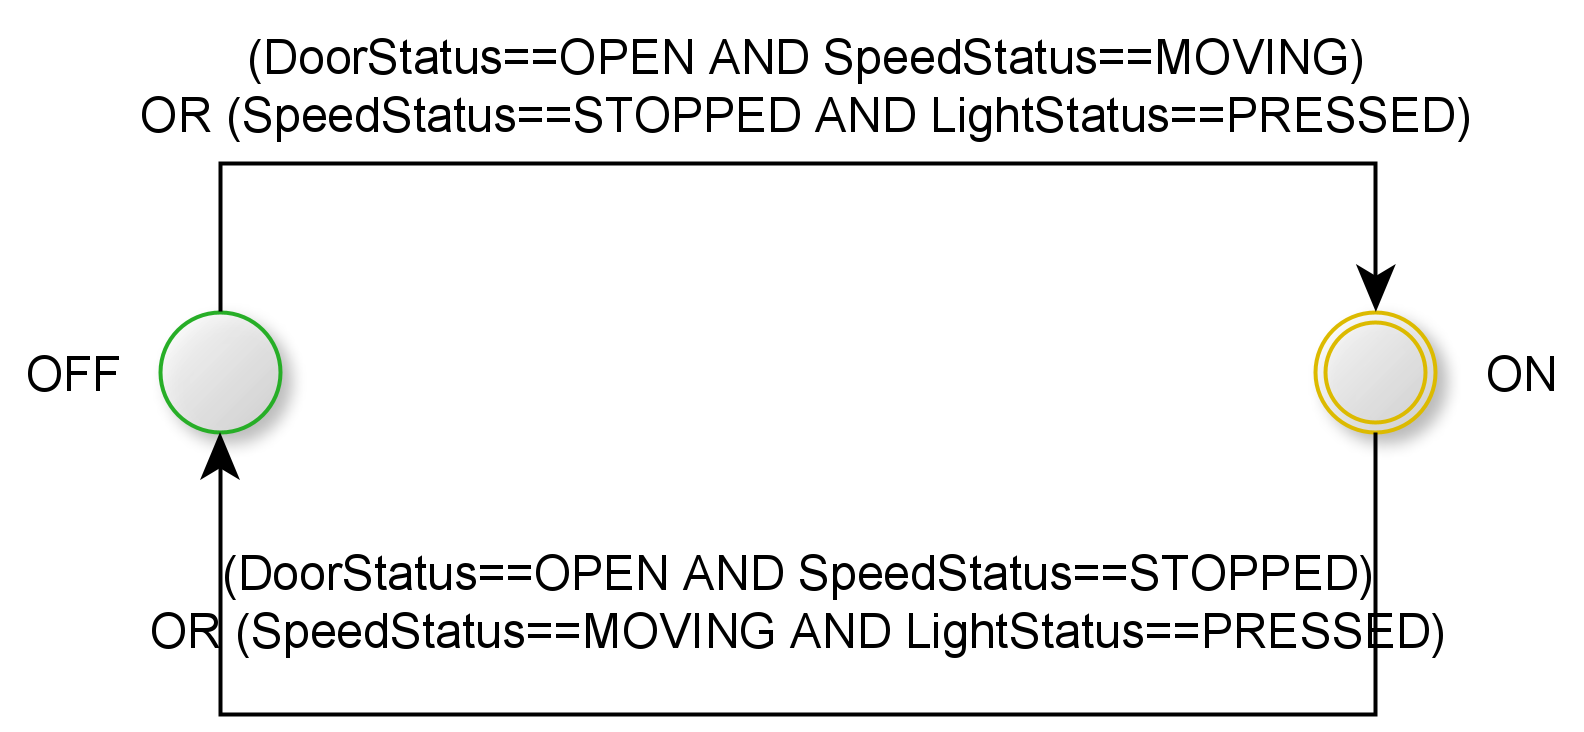 (DoorStatus==OPEN AND SpeedStatus==MOVING)
OR (SpeedStatus==STOPPED AND LightStatus==PRESSED)
OFF
ON
(DoorStatus==OPEN AND SpeedStatus==STOPPED)
OR (SpeedStatus==MOVING AND LightStatus==PRESSED)